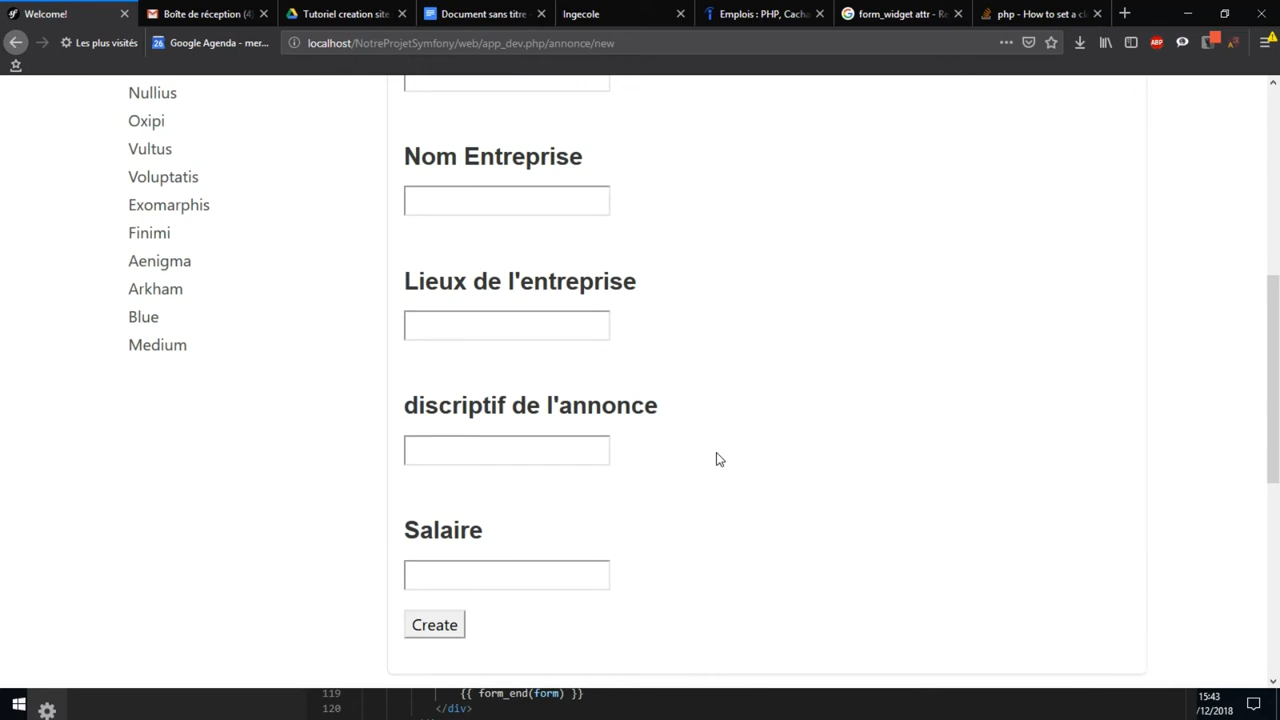 Welcome!
Boîte de réception (4)
Tutoriel creation site
Document sans titre
Ingecole
Emplois : PHP, Cacha
form_widget attr - Re
php - How to set a cl
Les plus visités
Google Agenda - mer...
localhost/NotreProjetSymfony/web/app_dev.php/annonce/new
Nullius
Oxipi
Vultus
Voluptatis
Exomarphis
Finimi
Aenigma
Arkham
Blue
Medium
Nom Entreprise
Lieux de l'entreprise
discriptif de l'annonce
Salaire
Create
119 {{ form_end(form) }}
120 </div>
15:43
/12/2018